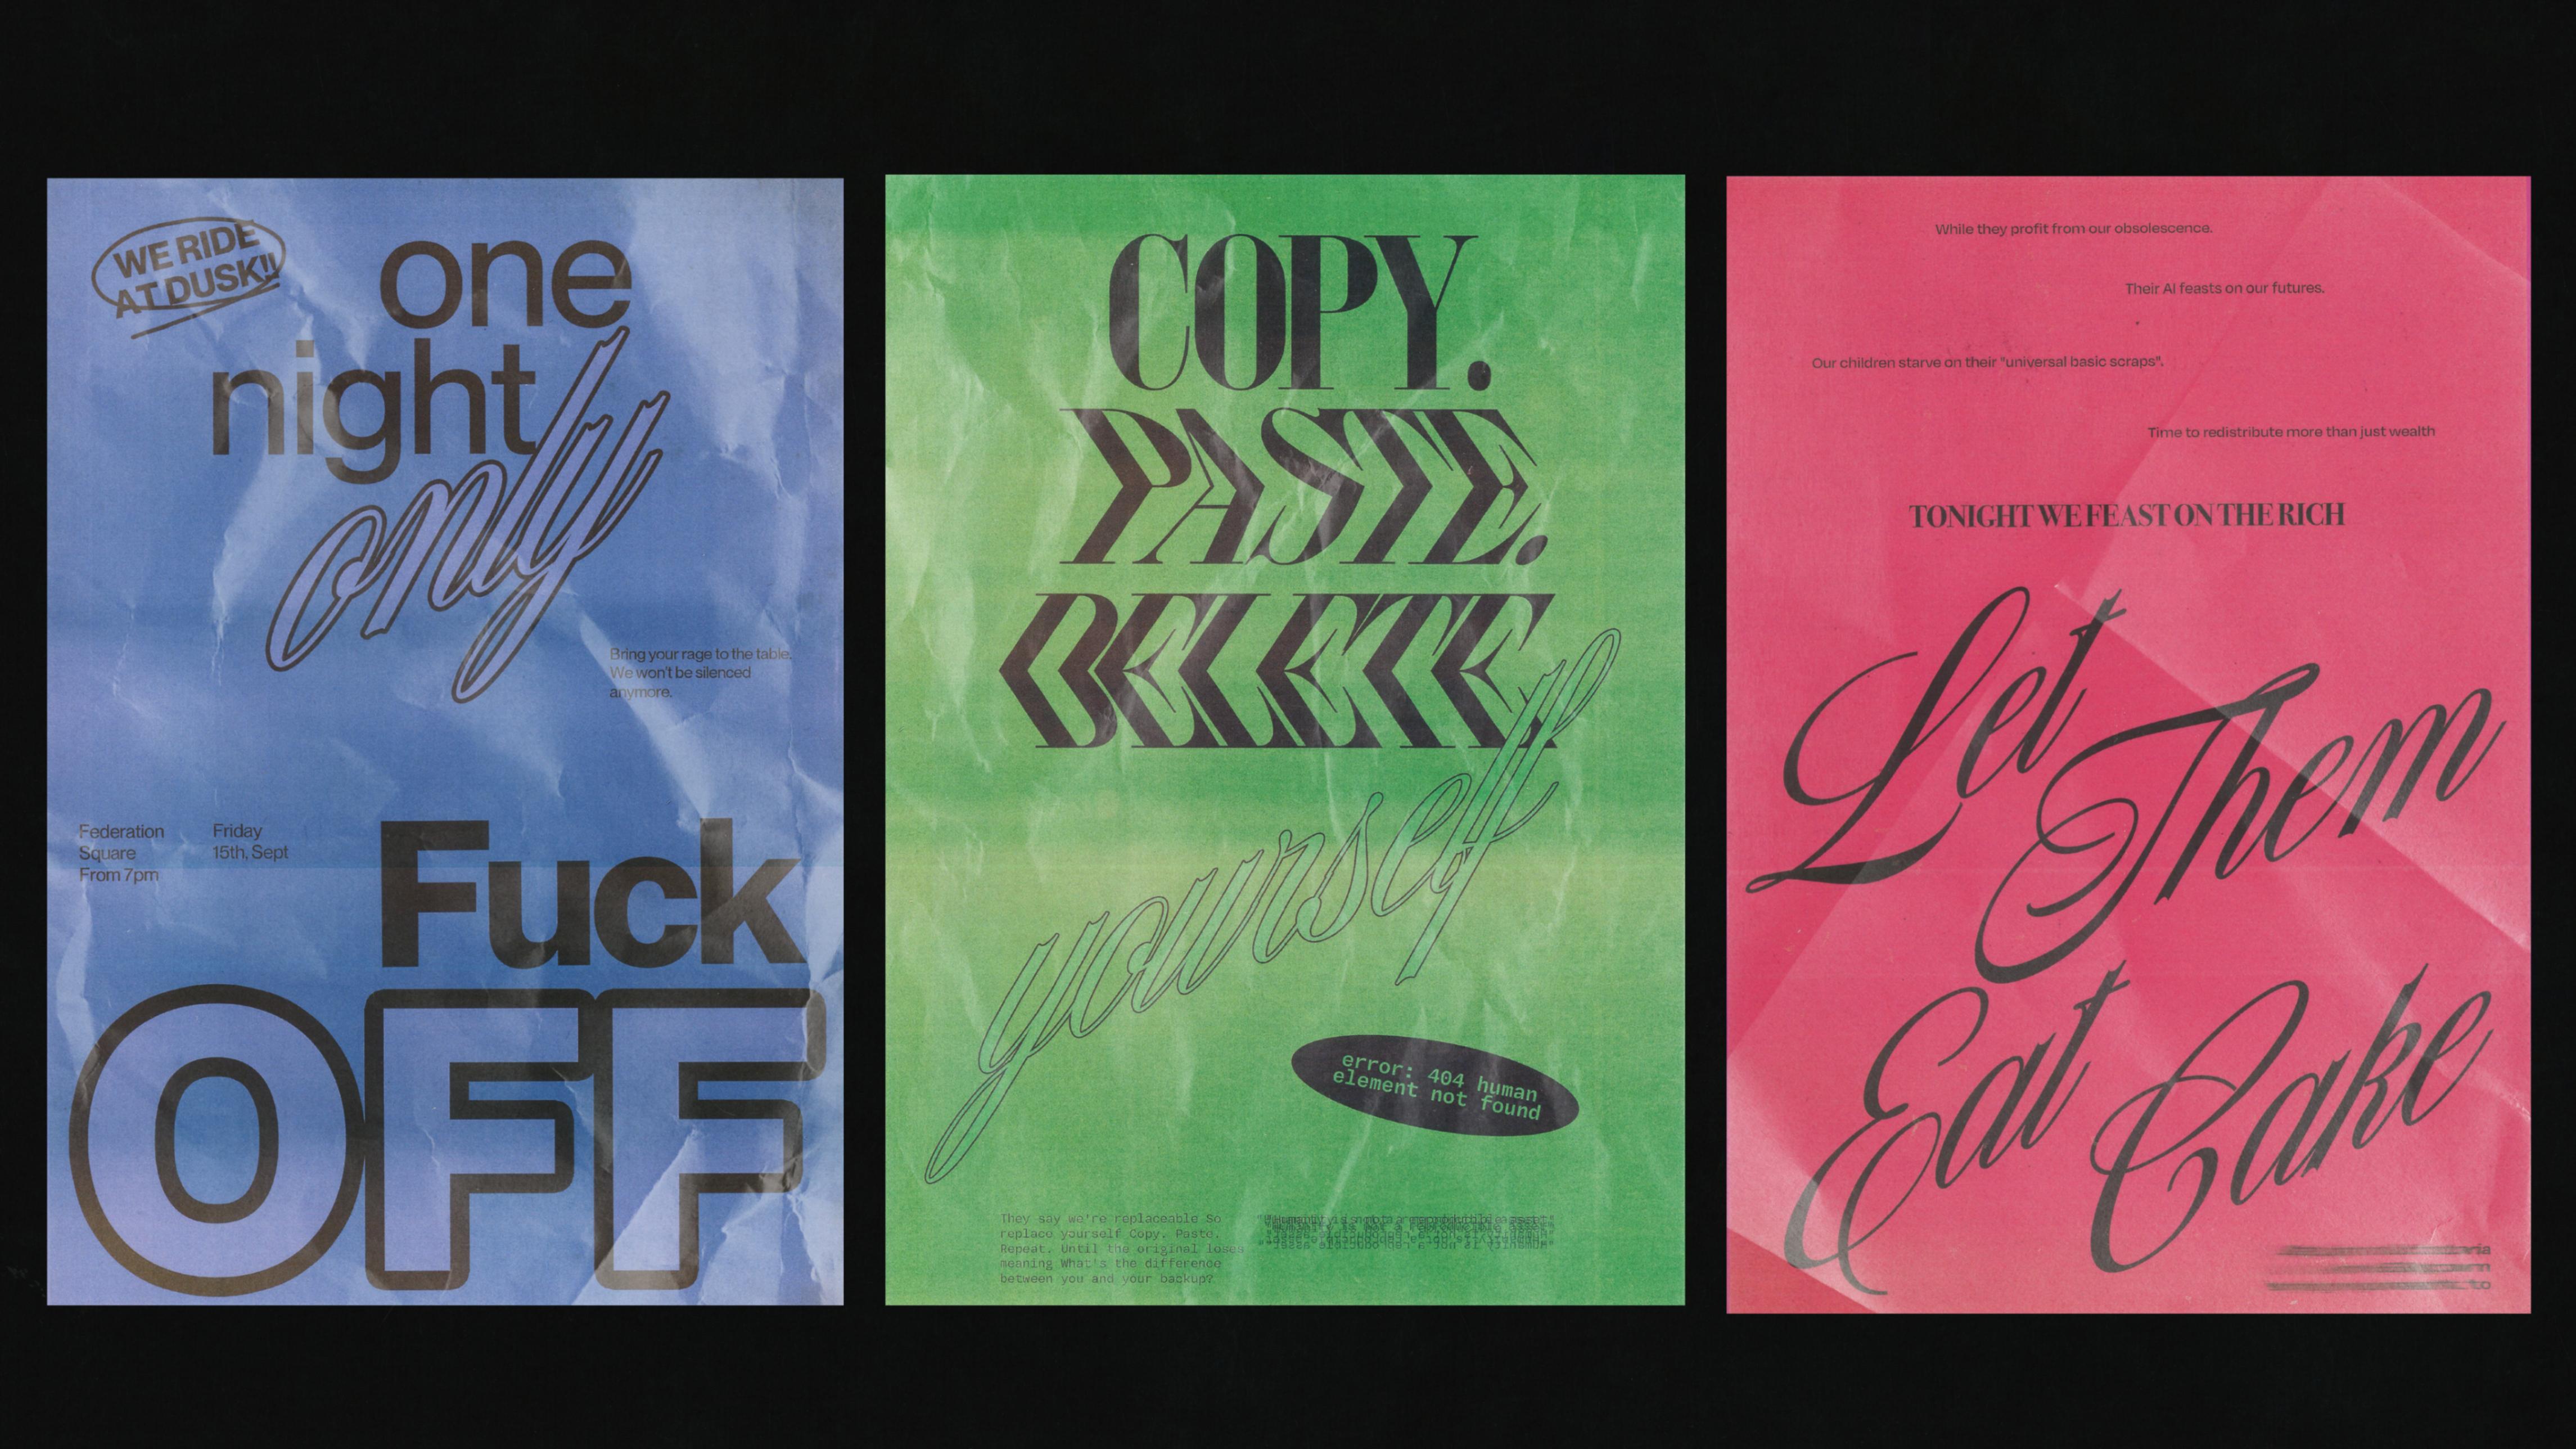 WE RIDE
AT DUSK!!
one
night
only
Bring your rage to the table.
We won't be silenced
anymore.
Federation
Square
From 7pm
Friday
15th, Sept
Fuck
OFF
COPY.
PASTE.
DELETE.
yourself
error: 404 human
element not found
They say we're replaceable So
replace yourself Copy. Paste.
Repeat. Until the original loses
meaning What's the difference
between you and your backup?
While they profit from our obsolescence.
Their AI feasts on our futures.
Our children starve on their "universal basic scraps".
Time to redistribute more than just wealth
TONIGHT WE FEAST ON THE RICH
Let
Them
Eat Cake